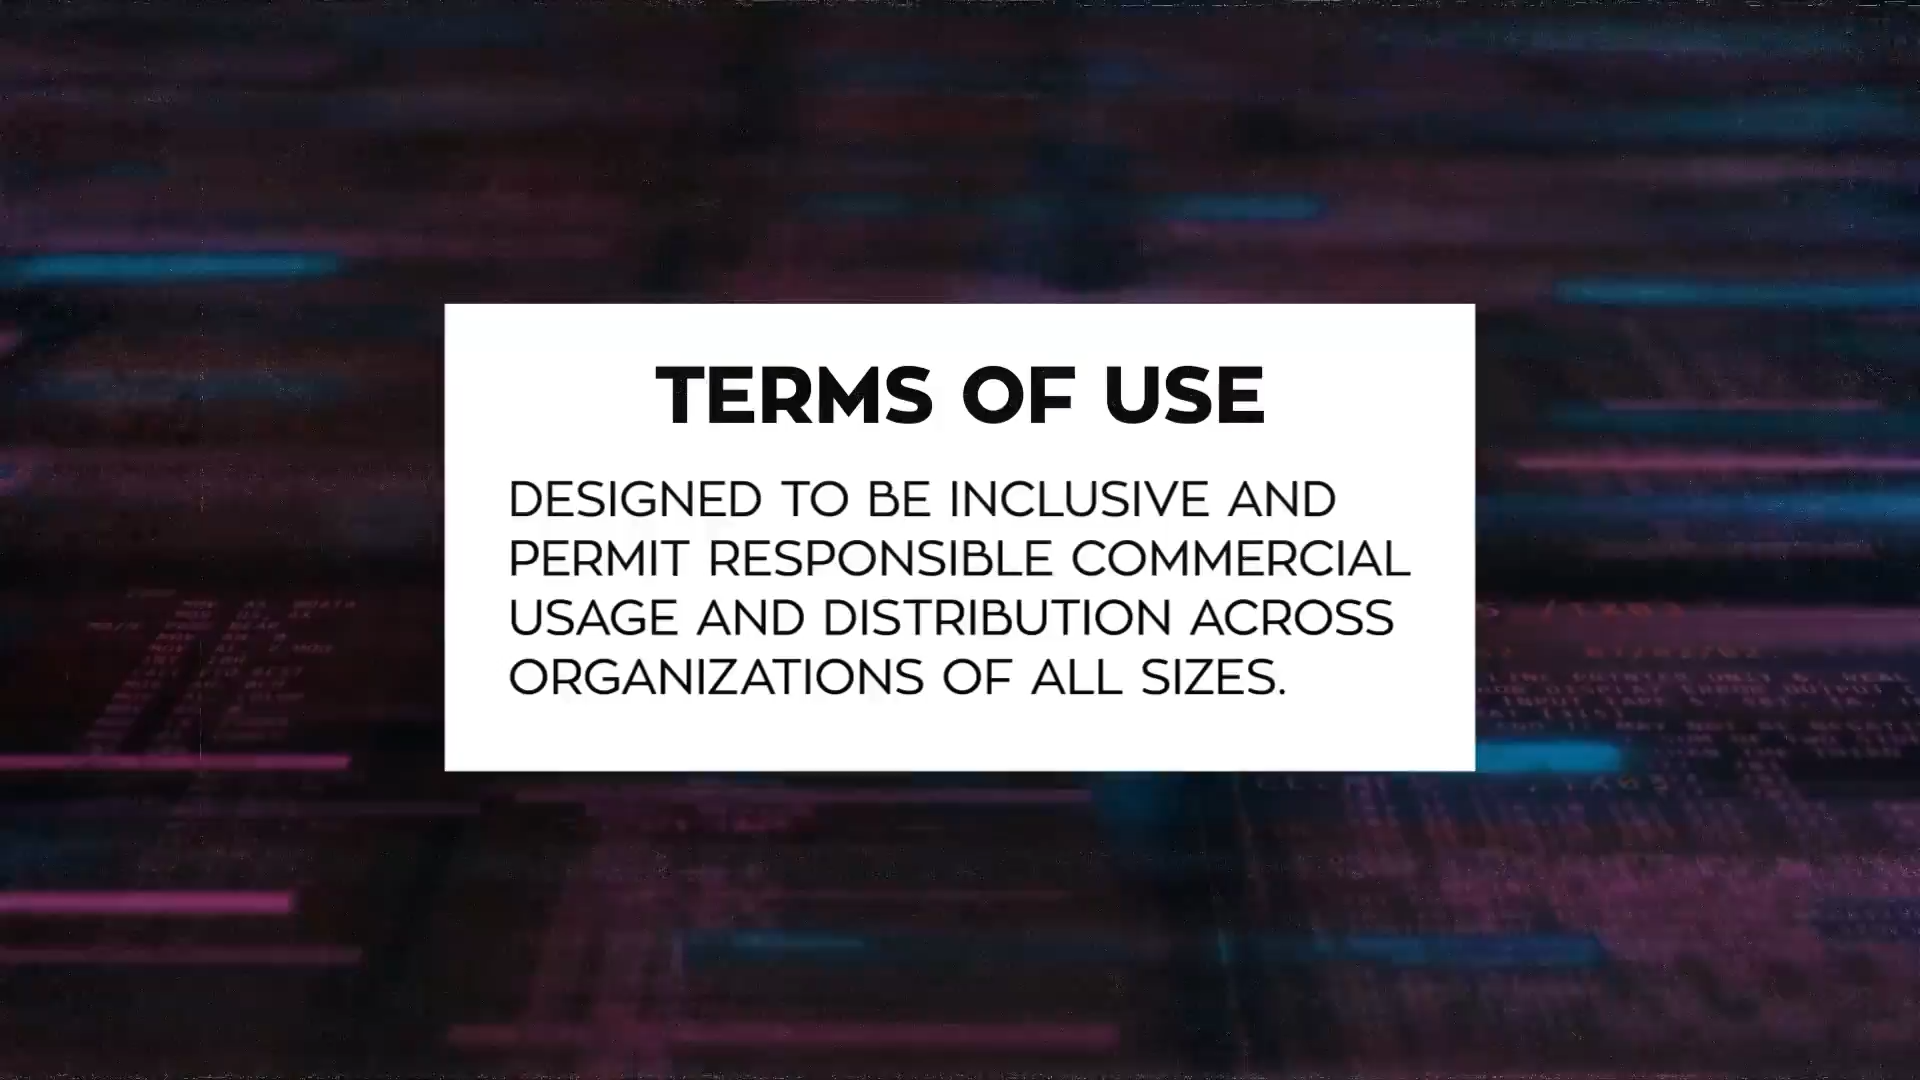 TERMS OF USE
DESIGNED TO BE INCLUSIVE AND
PERMIT RESPONSIBLE COMMERCIAL
USAGE AND DISTRIBUTION ACROSS
ORGANIZATIONS OF ALL SIZES.